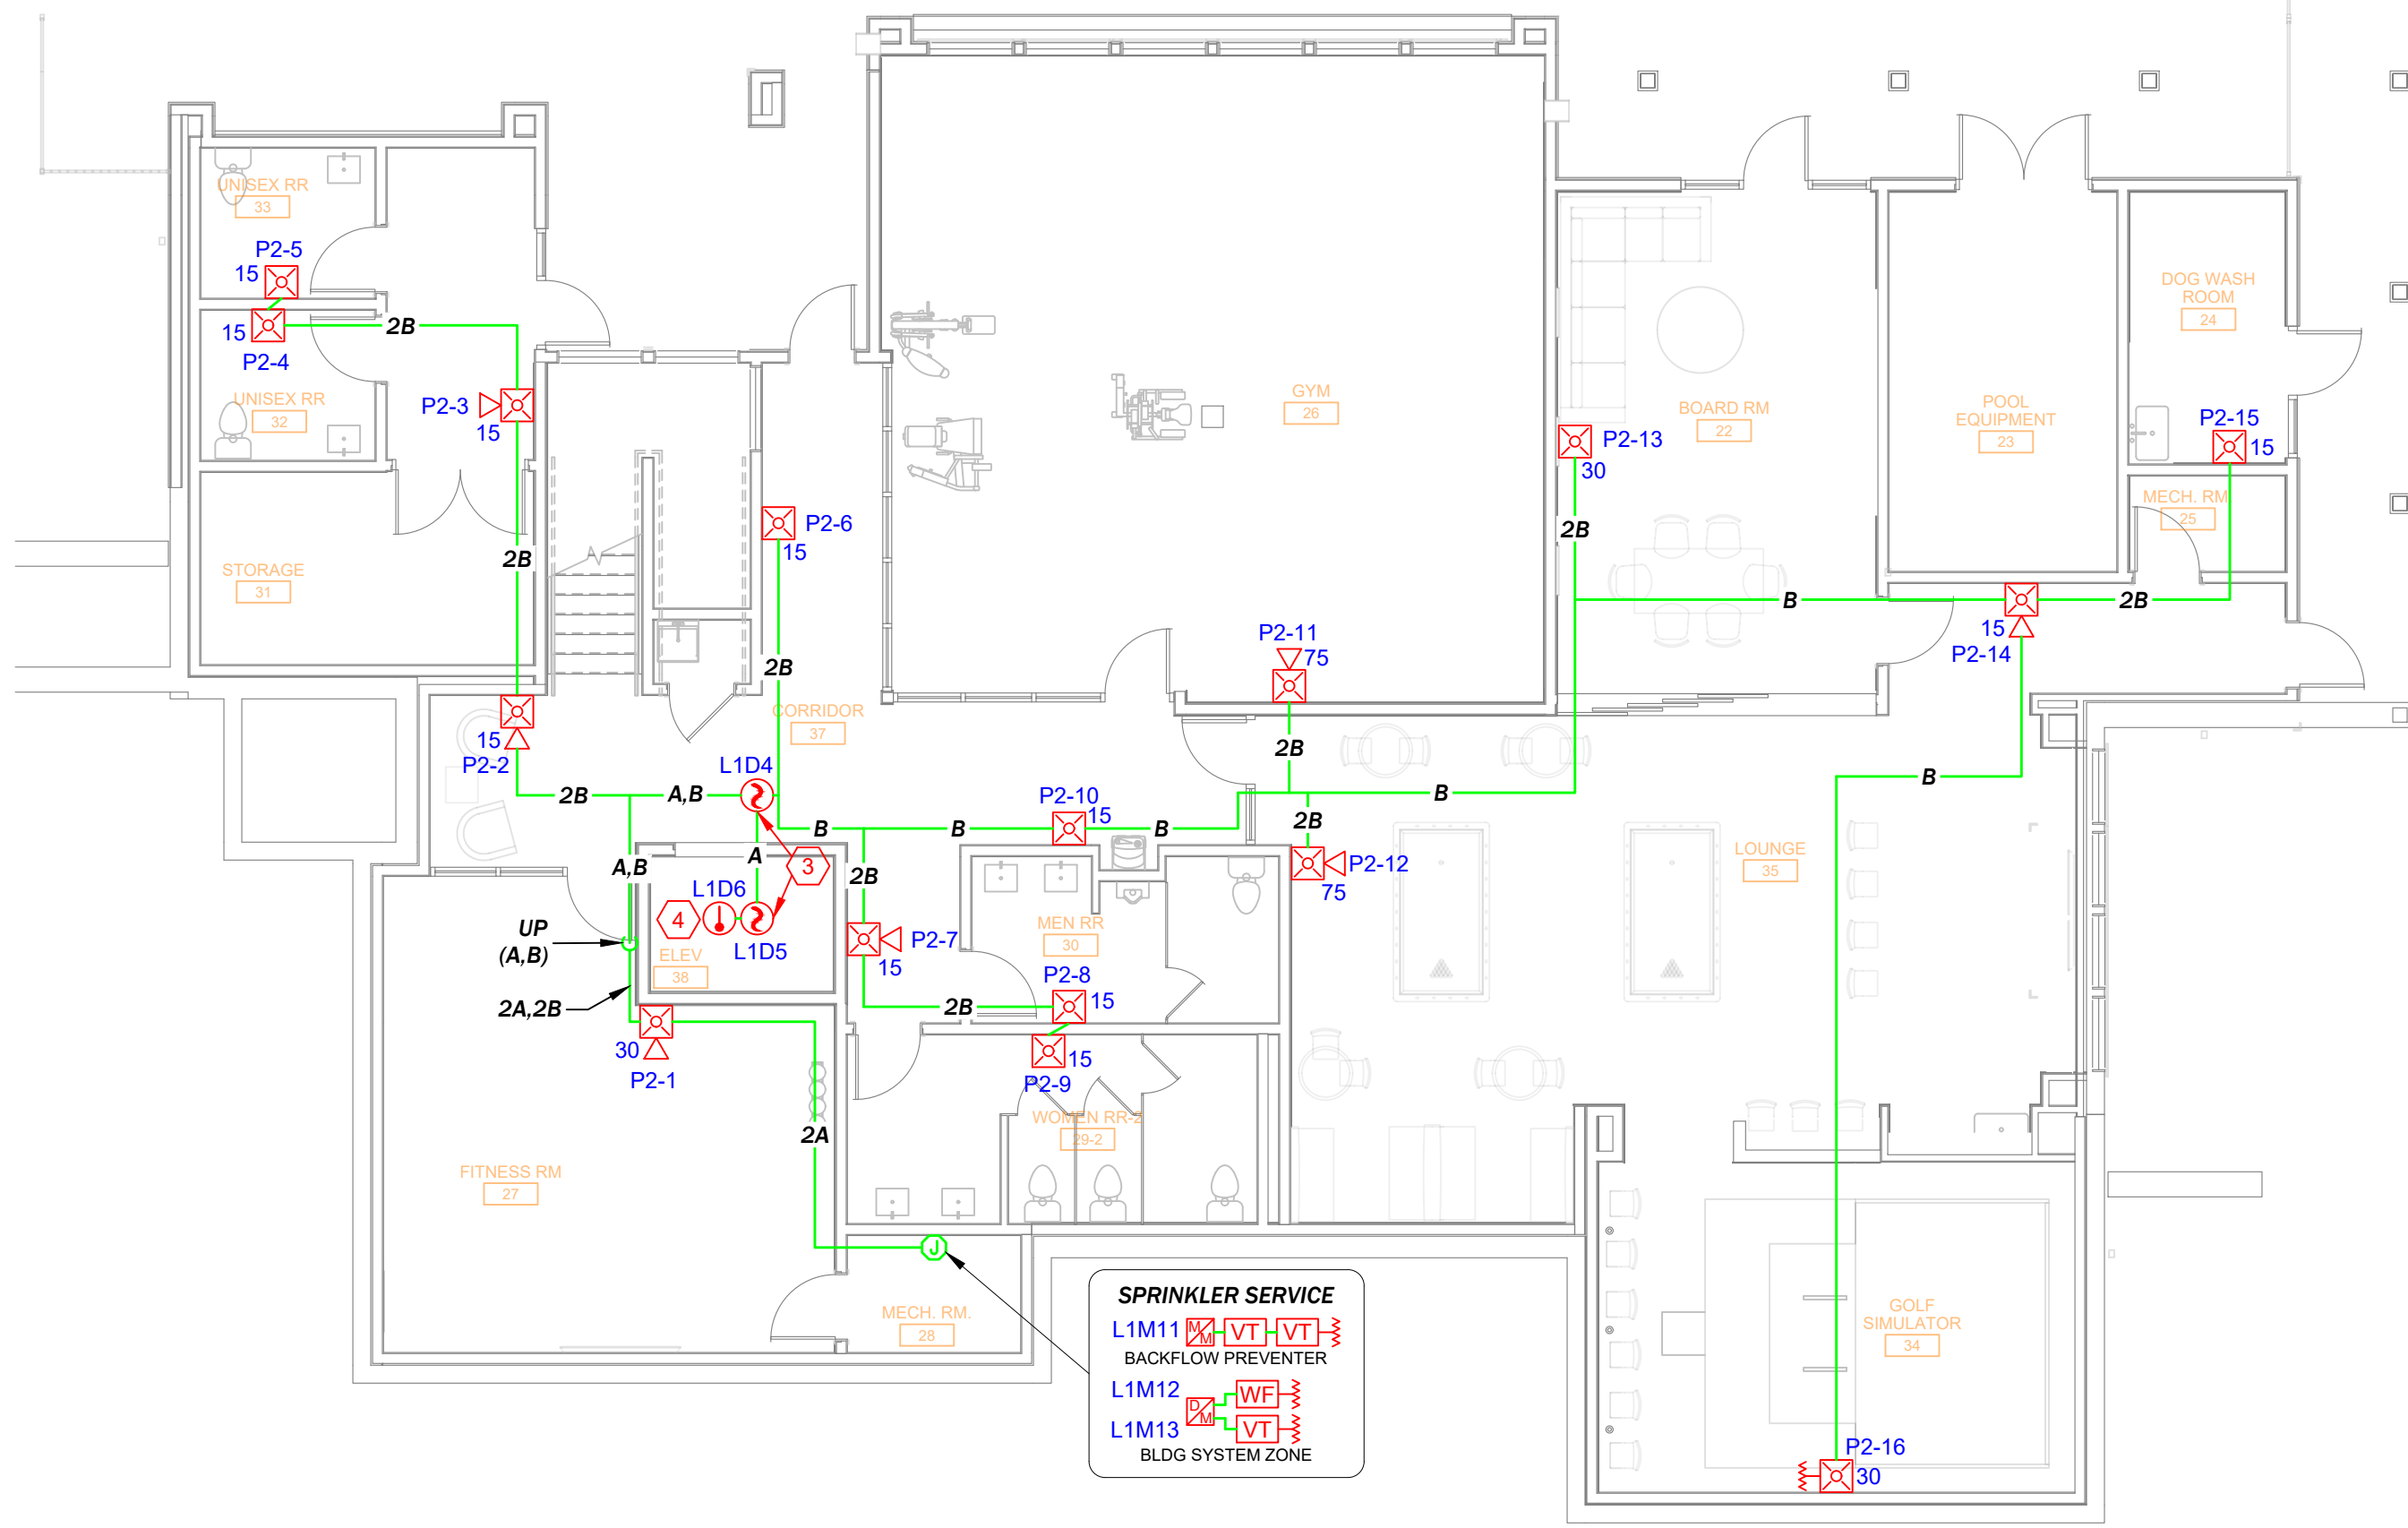 UNISEX RR
33
P2-5
15
15
P2-4
2B
UNISEX RR
32
P2-3
15
2B
STORAGE
31
P2-6
15
2B
GYM
26
P2-11
75
2B
P2-13
30
2B
BOARD RM
22
POOL
EQUIPMENT
23
DOG WASH
ROOM
24
P2-15
15
MECH. RM
25
B
2B
15
P2-14
B
CORRIDOR
37
15
P2-2
2B
A,B
L1D4
A,B
A
3
L1D6
4
L1D5
ELEV
38
UP
(A,B)
2A,2B
30
P2-1
2A
FITNESS RM
27
B
B
P2-10
15
B
B
2B
P2-12
75
2B
P2-7
15
MEN RR
30
P2-8
15
2B
15
P2-9
WOMEN RR-2
29-2
LOUNGE
35
J
MECH. RM.
28
SPRINKLER SERVICE
L1M11 M M VT VT
BACKFLOW PREVENTER
L1M12 WF
D M
L1M13 VT
BLDG SYSTEM ZONE
GOLF
SIMULATOR
34
P2-16
30